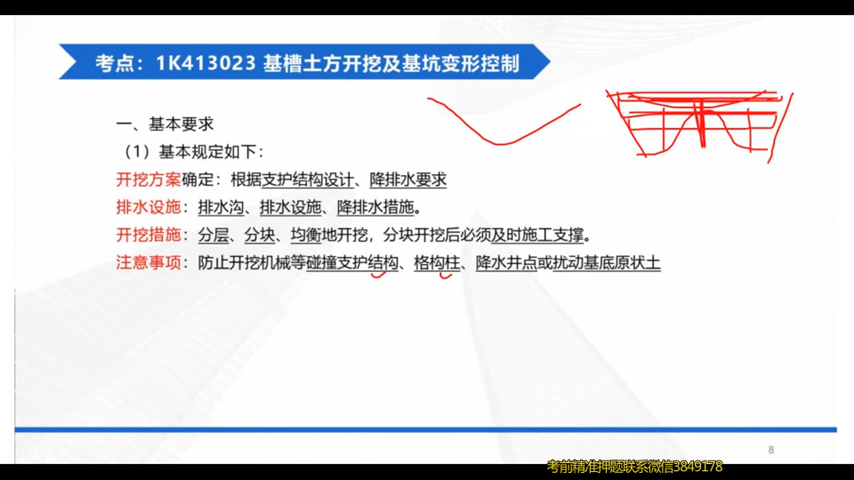 考点：1K413023 基槽土方开挖及基坑变形控制
一、基本要求
（1）基本规定如下：
开挖方案确定：根据支护结构设计、降排水要求
排水设施：排水沟、排水设施、降排水措施。
开挖措施：分层、分块、均衡地开挖，分块开挖后必须及时施工支撑。
注意事项：防止开挖机械等碰撞支护结构、格构柱、降水井点或扰动基底原状土
8
考前精准押题联系微信3849178